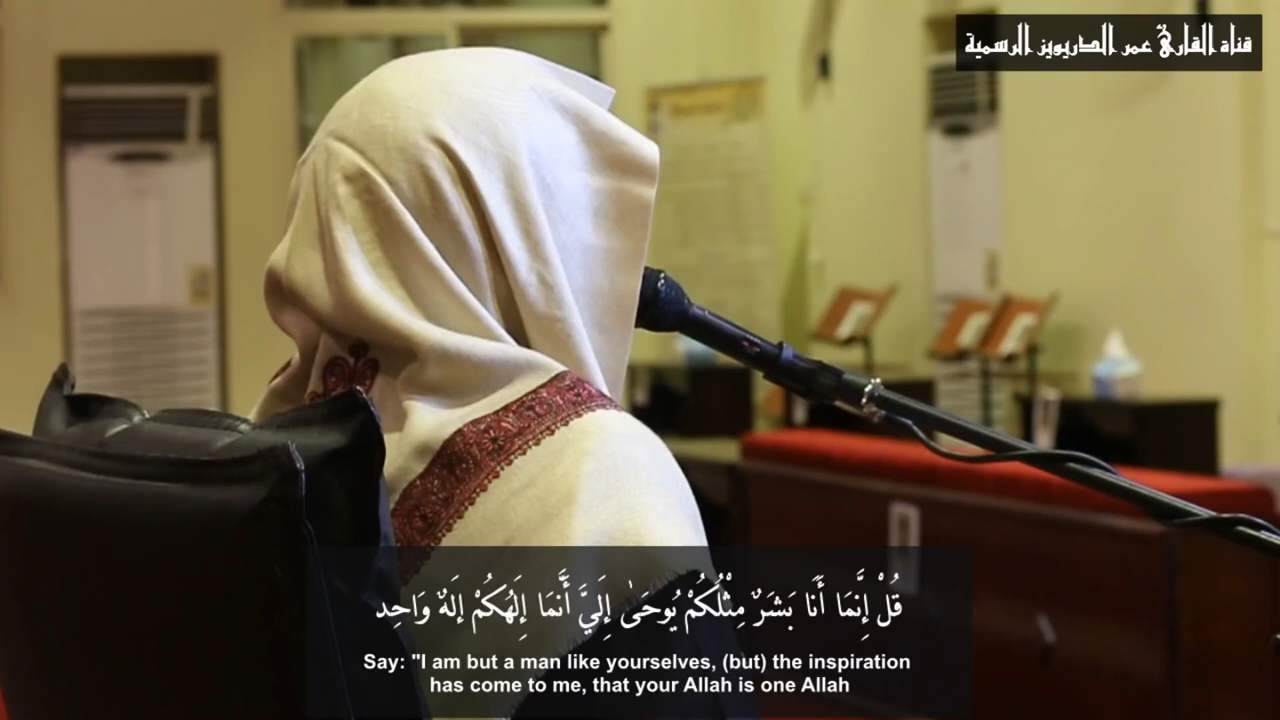 قناة القارئ عمر الدريويز الرسمية
قُلْ إِنَّمَا أَنَا بَشَرٌ مِثْلُكُمْ يُوحَىٰ إِلَيَّ أَنَّمَا إِلَٰهُكُمْ إِلَهٌ وَاحِد
Say: "I am but a man like yourselves, (but) the inspiration
has come to me, that your Allah is one Allah